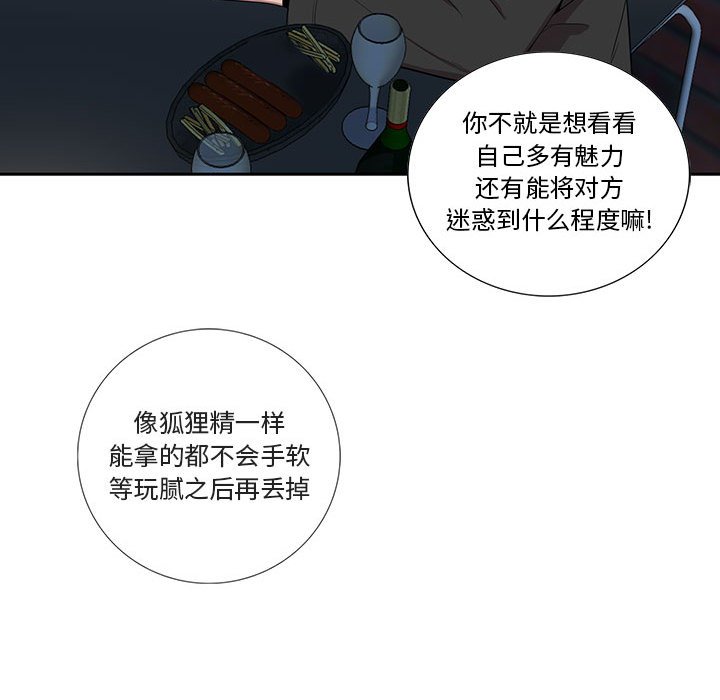 你不就是想看看
自己多有魅力
还有能将对方
迷惑到什么程度嘛!
像狐狸精一样
能拿的都不会手软
等玩腻之后再丢掉